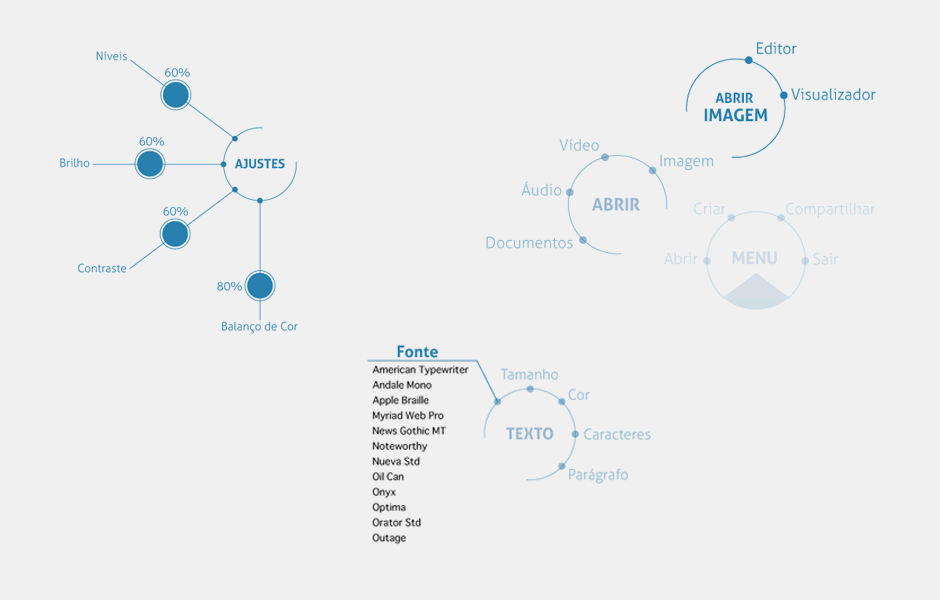 Níveis
60%
60%
Brilho
AJUSTES
60%
Contraste
80%
Balanço de Cor
Editor
ABRIR
IMAGEM
Visualizador
Vídeo
Imagem
Áudio
ABRIR
Documentos
Criar
Compartilhar
Abrir
MENU
Sair
Fonte
American Typewriter
Andale Mono
Apple Braille
Myriad Web Pro
News Gothic MT
Noteworthy
Nueva Std
Oil Can
Onyx
Optima
Orator Std
Outage
Tamanho
Cor
TEXTO
Caracteres
Parágrafo